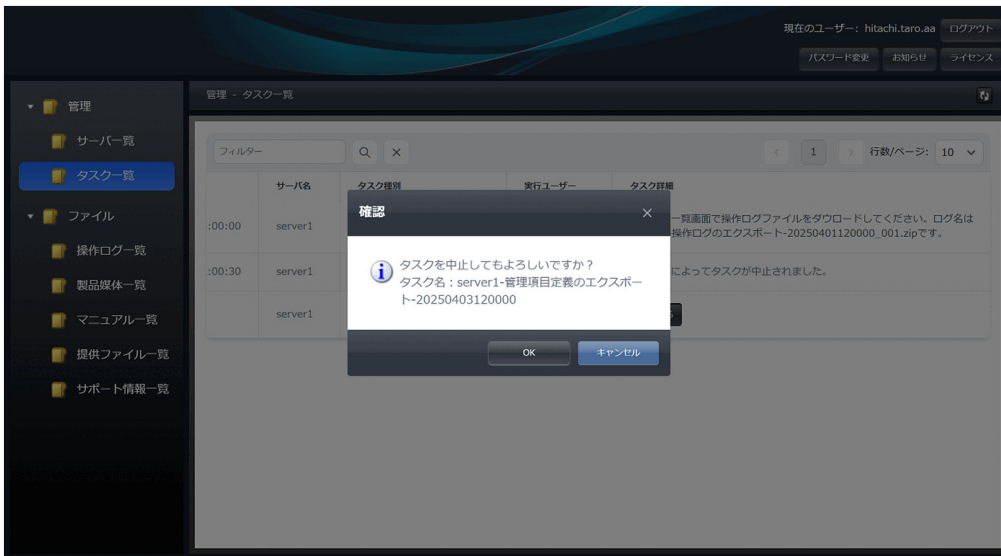 現在のユーザー: hitachi.taro.aa ログアウト
パスワード変更 お知らせ ライセンス
管理 - タスク一覧
管理
サーバ一覧
タスク一覧
ファイル
操作ログ一覧
製品媒体一覧
マニュアル一覧
提供ファイル一覧
サポート情報一覧
フィルター
1 行数/ページ: 10
サーバ名 タスク種別 実行ユーザー タスク詳細
:00:00 server1 一覧画面で操作ログファイルをダウロードしてください。ログ名は
操作ログのエクスポート-20250401120000_001.zipです。
:00:30 server1 によってタスクが中止されました。
server1
確認
タスクを中止してもよろしいですか？
タスク名：server1-管理項目定義のエクスポー
ト-20250403120000
OK キャンセル